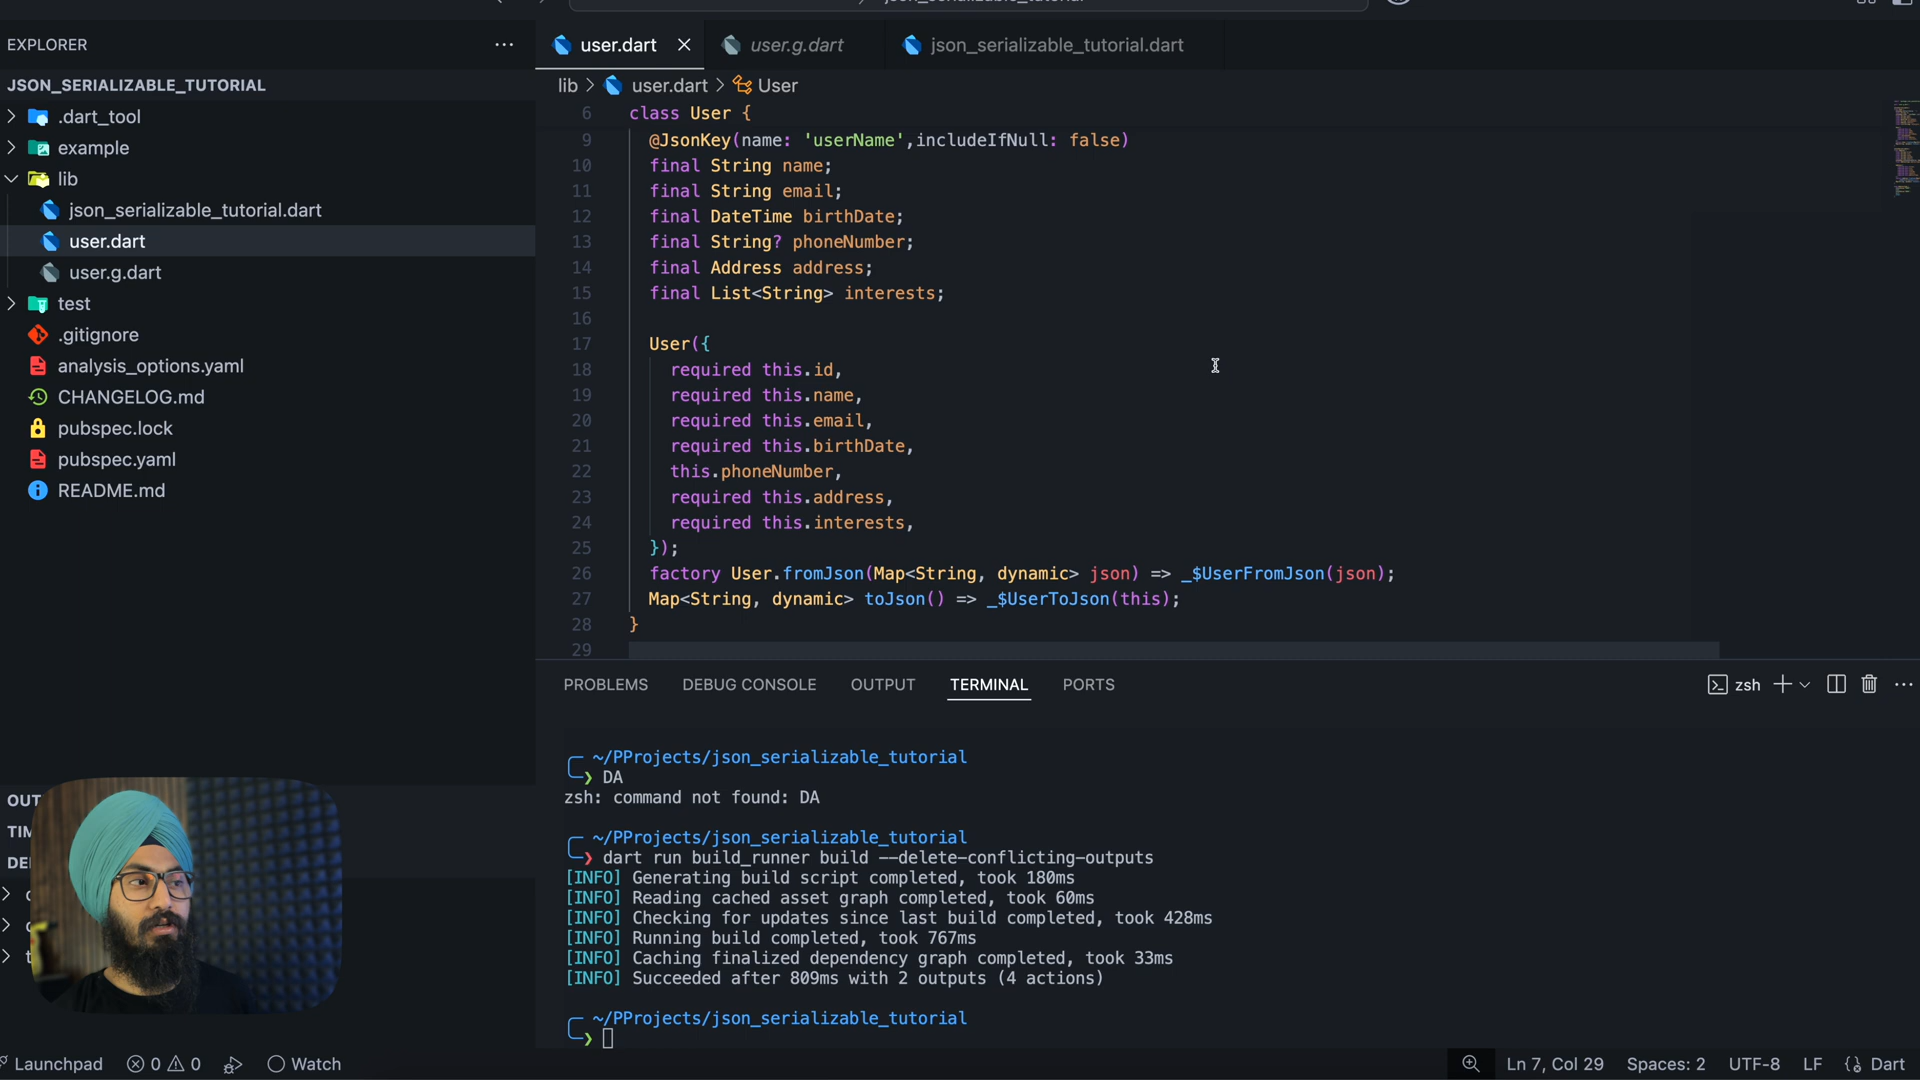 json_serializable_tutorial
EXPLORER
user.dart
user.g.dart
json_serializable_tutorial.dart
JSON_SERIALIZABLE_TUTORIAL
lib > user.dart > User
.dart_tool
example
lib
json_serializable_tutorial.dart
user.dart
user.g.dart
test
.gitignore
analysis_options.yaml
CHANGELOG.md
pubspec.lock
pubspec.yaml
README.md
6 class User {
9 @JsonKey(name: 'userName',includeIfNull: false)
10 final String name;
11 final String email;
12 final DateTime birthDate;
13 final String? phoneNumber;
14 final Address address;
15 final List<String> interests;
16
17 User({
18 required this.id,
19 required this.name,
20 required this.email,
21 required this.birthDate,
22 this.phoneNumber,
23 required this.address,
24 required this.interests,
25 });
26 factory User.fromJson(Map<String, dynamic> json) => _$UserFromJson(json);
27 Map<String, dynamic> toJson() => _$UserToJson(this);
28 }
29
PROBLEMS DEBUG CONSOLE OUTPUT TERMINAL PORTS
zsh
~/PProjects/json_serializable_tutorial
DA
zsh: command not found: DA
~/PProjects/json_serializable_tutorial
dart run build_runner build --delete-conflicting-outputs
[INFO] Generating build script completed, took 180ms
[INFO] Reading cached asset graph completed, took 60ms
[INFO] Checking for updates since last build completed, took 428ms
[INFO] Running build completed, took 767ms
[INFO] Caching finalized dependency graph completed, took 33ms
[INFO] Succeeded after 809ms with 2 outputs (4 actions)
~/PProjects/json_serializable_tutorial
OUT
TIM
DE
Launchpad 0 0 Watch
Ln 7, Col 29 Spaces: 2 UTF-8 LF Dart